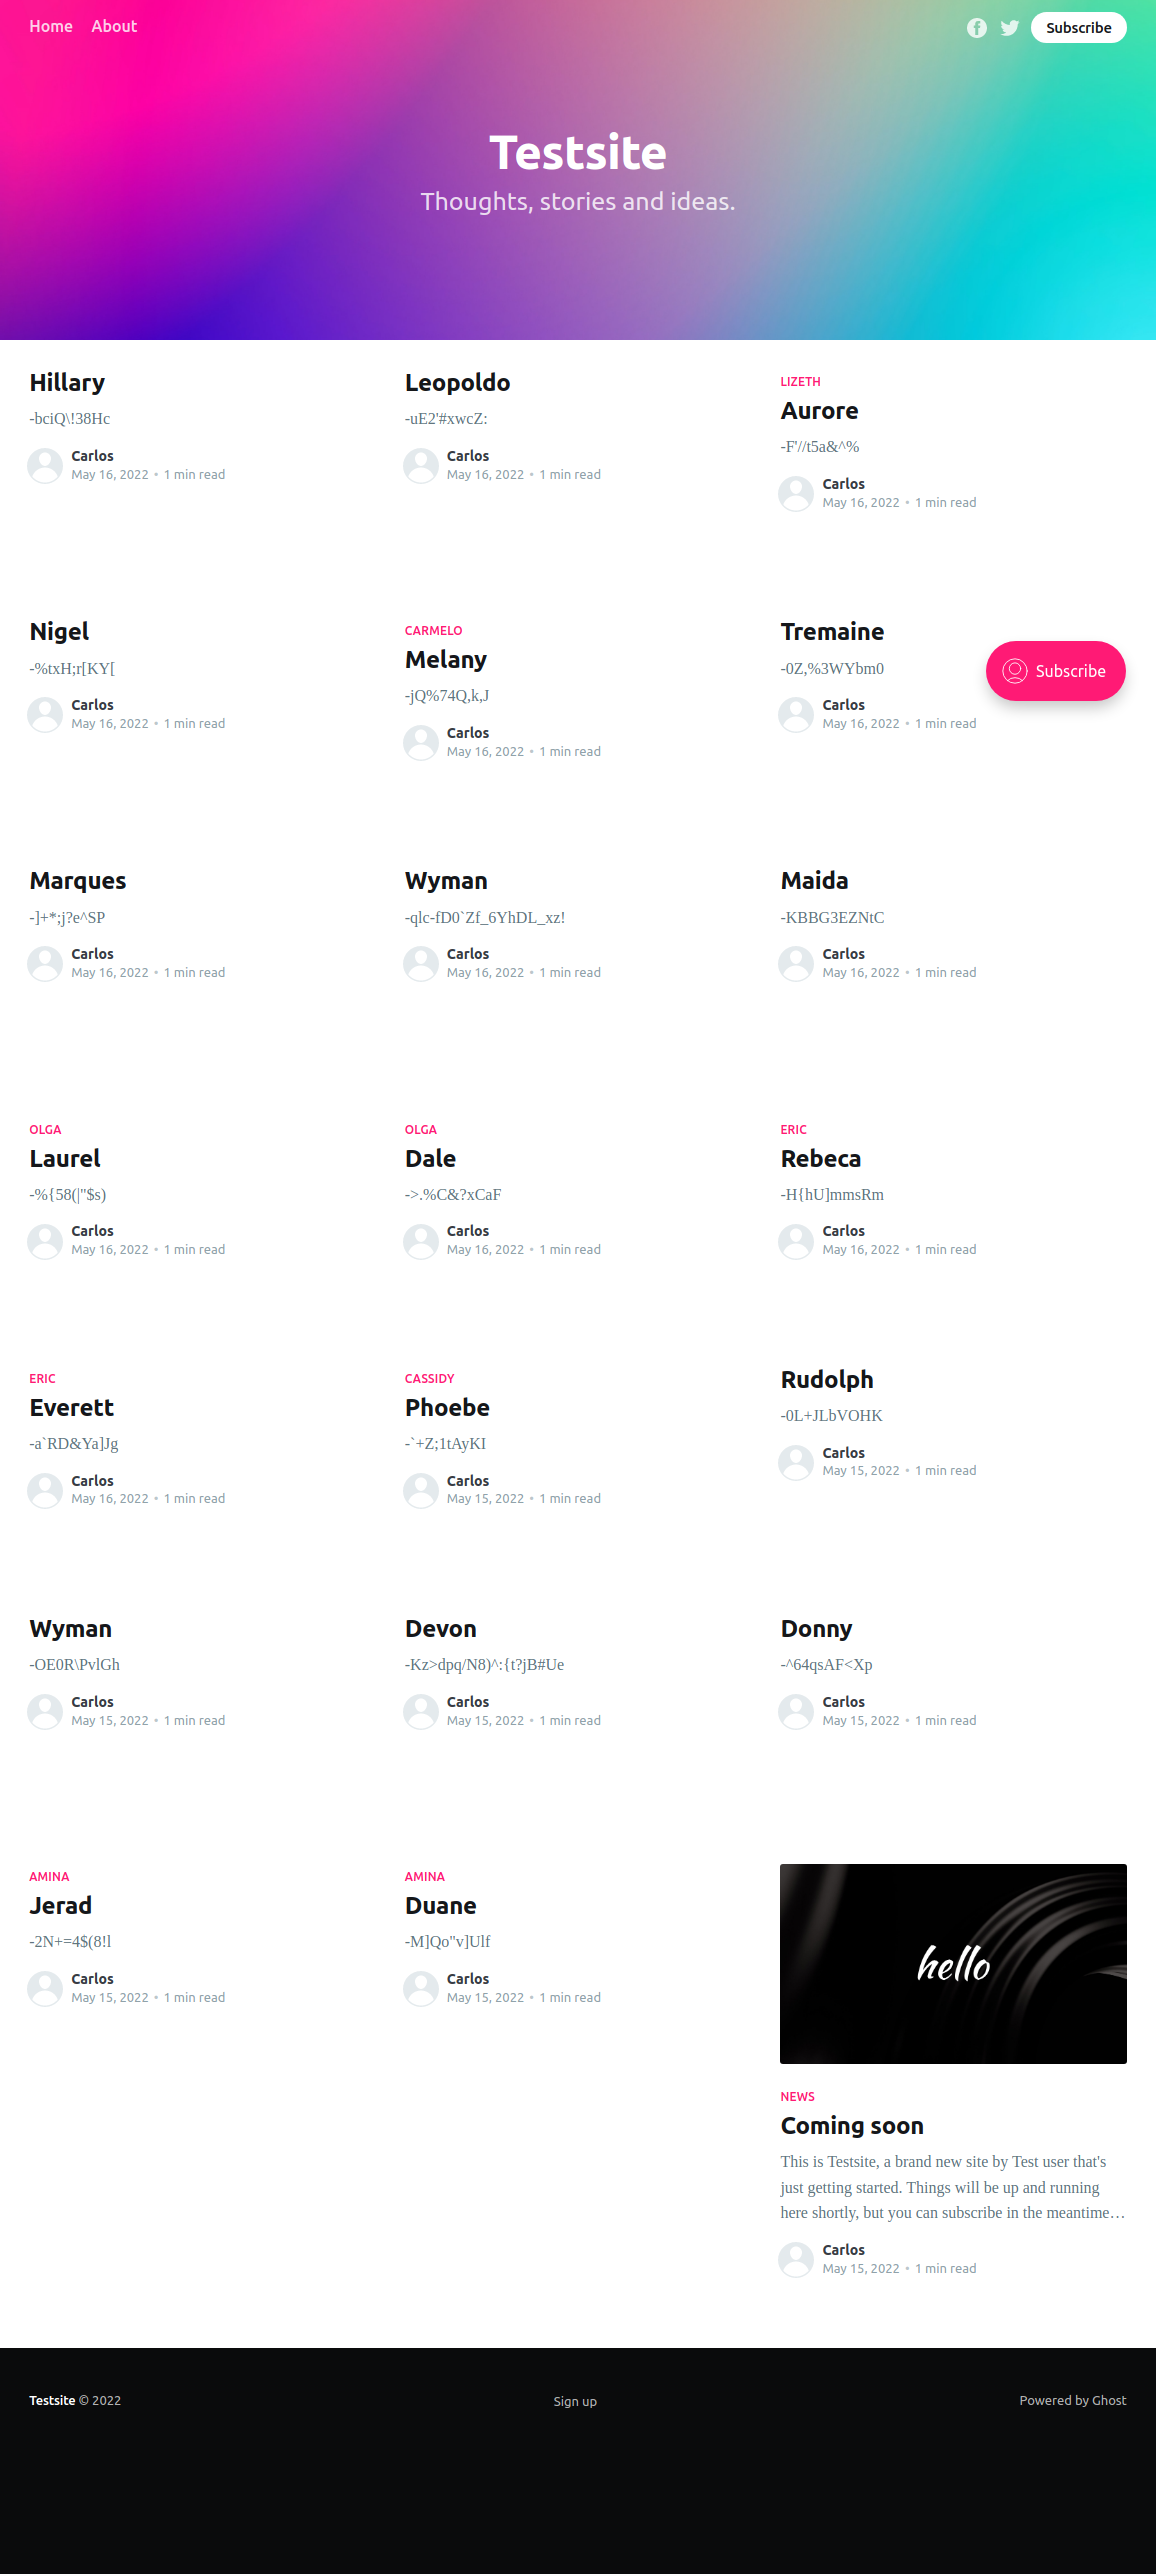 Home About
Subscribe
Testsite
Thoughts, stories and ideas.
Hillary
-bciQ\!38Hc
Carlos
May 16, 2022 • 1 min read
Leopoldo
-uE2'#xwcZ:
Carlos
May 16, 2022 • 1 min read
LIZETH
Aurore
-F'//t5a&^%
Carlos
May 16, 2022 • 1 min read
Nigel
-%txH;r[KY[
Carlos
May 16, 2022 • 1 min read
CARMELO
Melany
-jQ%74Q,k,J
Carlos
May 16, 2022 • 1 min read
Tremaine
-0Z,%3WYbm0
Carlos
May 16, 2022 • 1 min read
Subscribe
Marques
-]+*;j?e^SP
Carlos
May 16, 2022 • 1 min read
Wyman
-qlc-fD0`Zf_6YhDL_xz!
Carlos
May 16, 2022 • 1 min read
Maida
-KBBG3EZNtC
Carlos
May 16, 2022 • 1 min read
OLGA
Laurel
-%{58(|"$s)
Carlos
May 16, 2022 • 1 min read
OLGA
Dale
->.%C&?xCaF
Carlos
May 16, 2022 • 1 min read
ERIC
Rebeca
-H{hU]mmsRm
Carlos
May 16, 2022 • 1 min read
ERIC
Everett
-a`RD&Ya]Jg
Carlos
May 16, 2022 • 1 min read
CASSIDY
Phoebe
-`+Z;1tAyKI
Carlos
May 15, 2022 • 1 min read
Rudolph
-0L+JLbVOHK
Carlos
May 15, 2022 • 1 min read
Wyman
-OE0R\PvlGh
Carlos
May 15, 2022 • 1 min read
Devon
-Kz>dpq/N8)^:{t?jB#Ue
Carlos
May 15, 2022 • 1 min read
Donny
-^64qsAF<Xp
Carlos
May 15, 2022 • 1 min read
AMINA
Jerad
-2N+=4$(8!l
Carlos
May 15, 2022 • 1 min read
AMINA
Duane
-M]Qo"v]Ulf
Carlos
May 15, 2022 • 1 min read
hello
NEWS
Coming soon
This is Testsite, a brand new site by Test user that's
just getting started. Things will be up and running
here shortly, but you can subscribe in the meantime…
Carlos
May 15, 2022 • 1 min read
Testsite © 2022
Sign up
Powered by Ghost